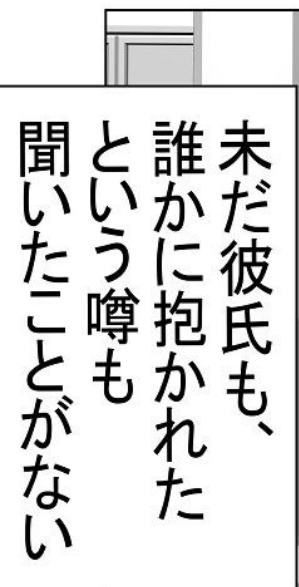 未だ彼氏も、
誰かに抱かれた
という噂も
聞いたことがない